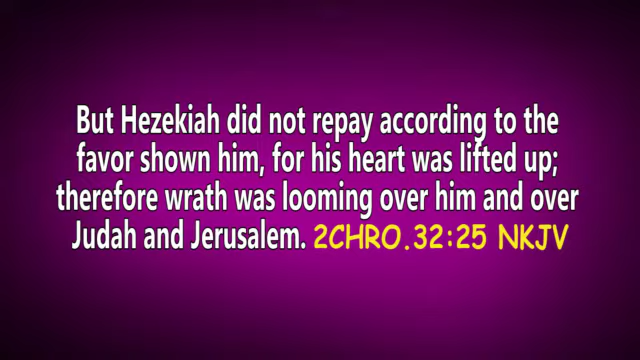 But Hezekiah did not repay according to the
favor shown him, for his heart was lifted up;
therefore wrath was looming over him and over
Judah and Jerusalem. 2CHRO.32:25 NKJV